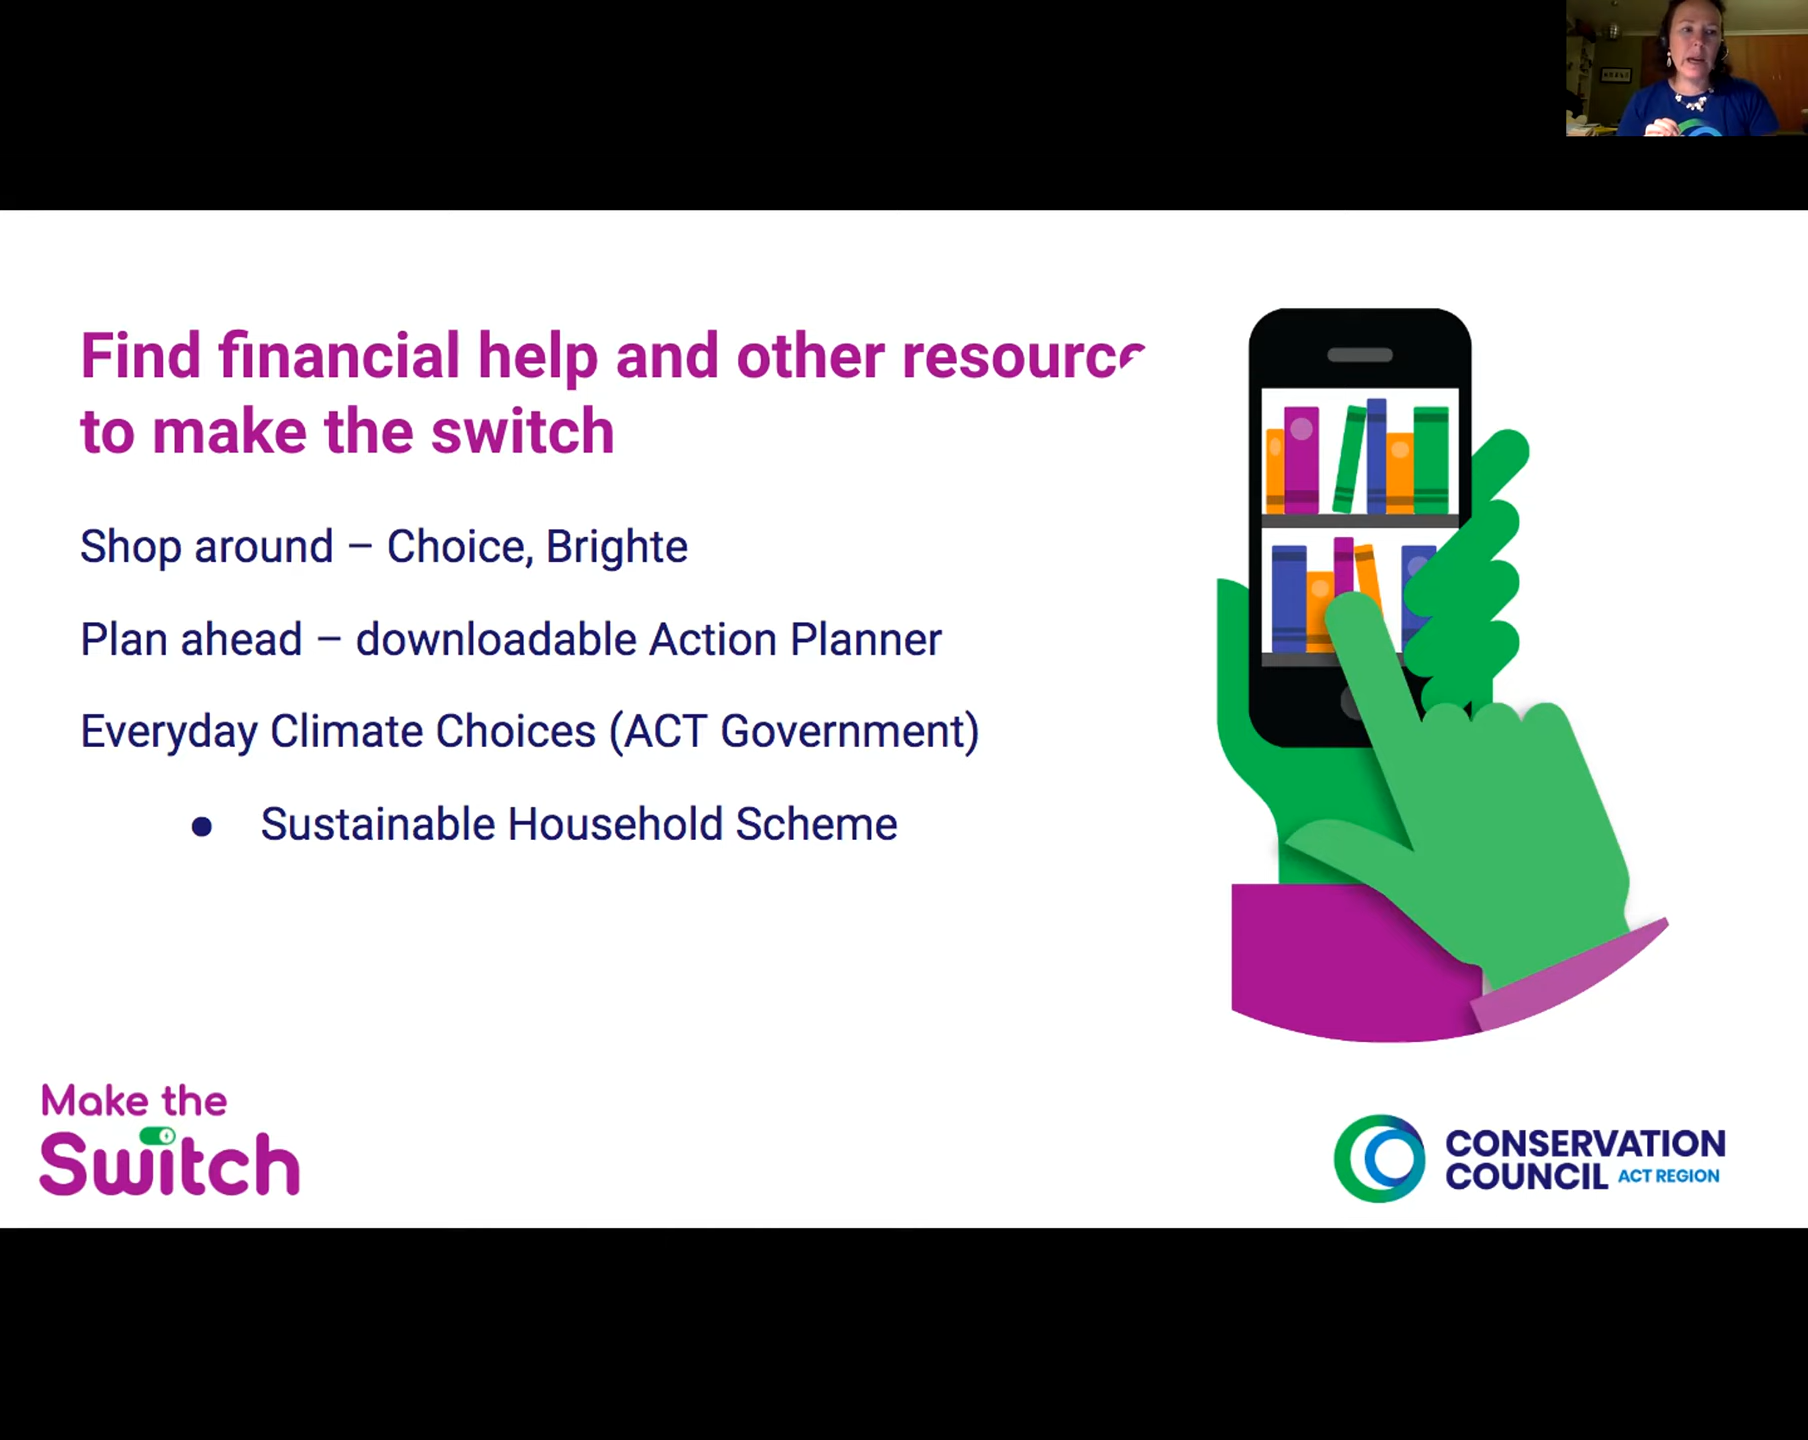 Find financial help and other resource
to make the switch
Shop around – Choice, Brighte
Plan ahead – downloadable Action Planner
Everyday Climate Choices (ACT Government)
● Sustainable Household Scheme
Make the
Switch
CONSERVATION
COUNCIL ACT REGION